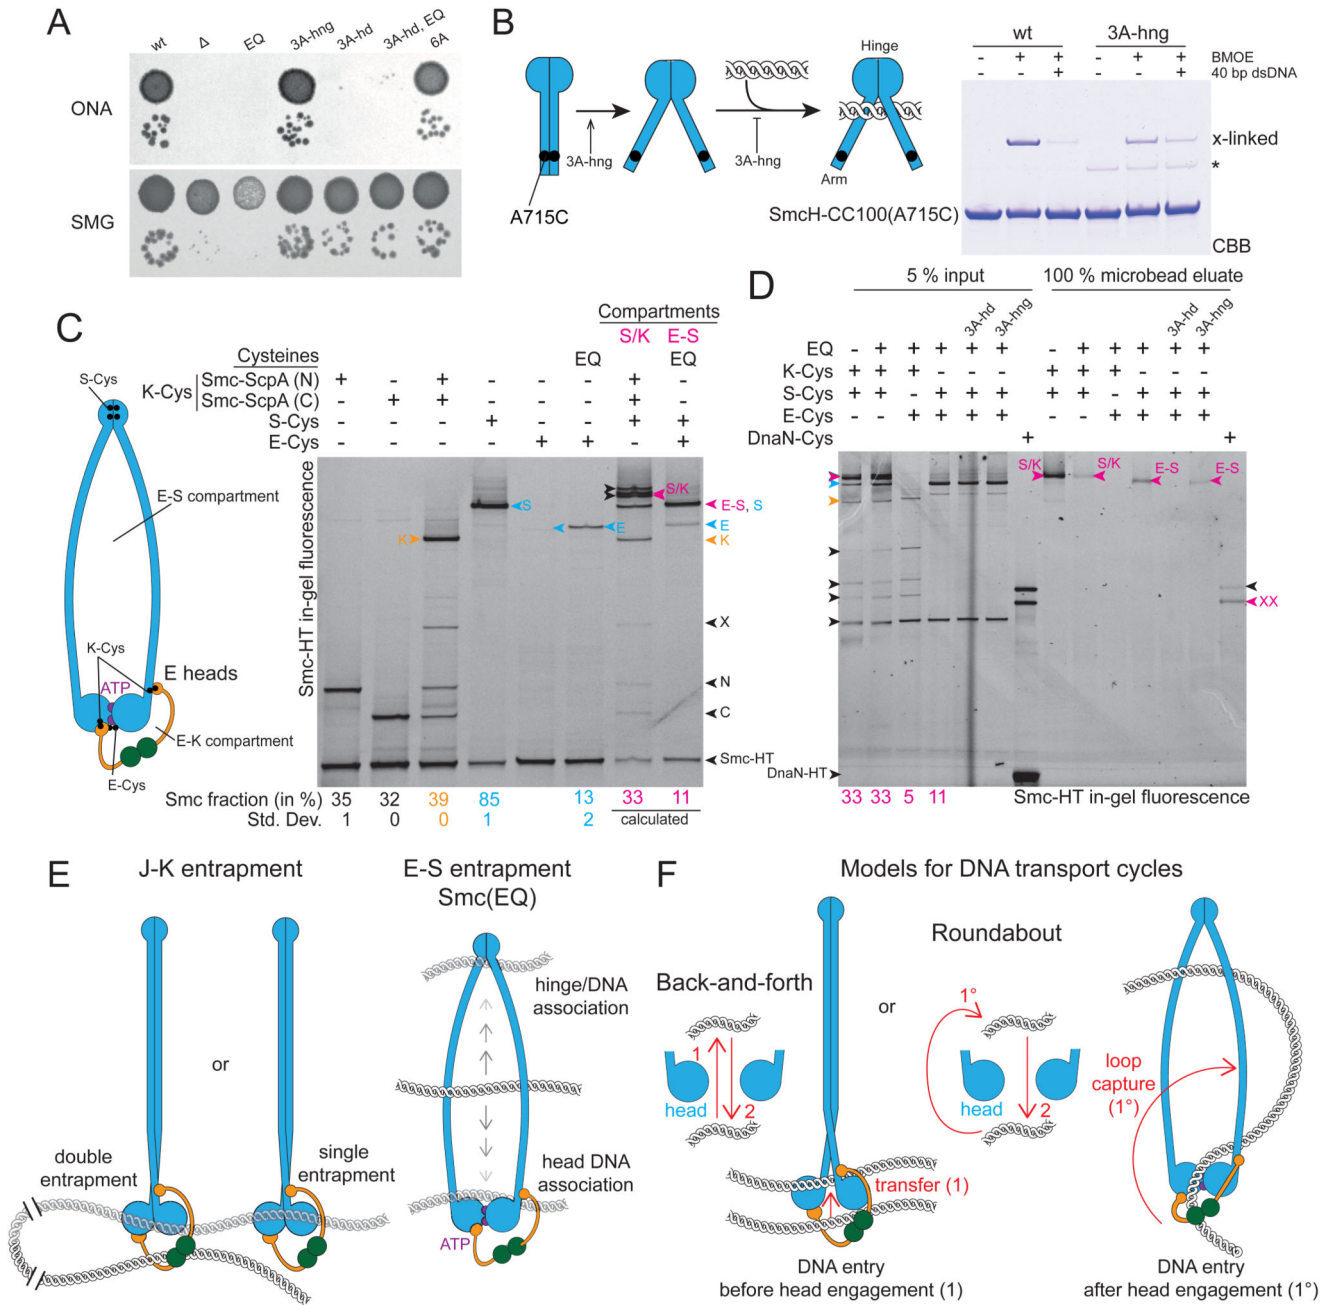 A
wt
Δ
EQ
3A-hng
3A-hd
3A-hd, EQ
6A
ONA
SMG
B
Hinge
3A-hng
3A-hng
A715C
Arm
SmcH-CC100(A715C)
wt 3A-hng
- + + - + + BMOE
- - + - - + 40 bp dsDNA
x-linked
*
CBB
C
S-Cys
E-S compartment
K-Cys
E heads
ATP
E-K compartment
E-Cys
Compartments
S/K E-S
EQ EQ
Cysteines
K-Cys
Smc-ScpA (N) + - + - - - + -
Smc-ScpA (C) - + + - - - + -
S-Cys - - - + - - + +
E-Cys - - - - + + - +
Smc-HT in-gel fluorescence
K
S
E
S/K
E-S, S
E
K
X
N
C
Smc-HT
Smc fraction (in %) 35 32 39 85 13 33 11
Std. Dev. 1 0 0 1 2 calculated
D
5 % input 100 % microbead eluate
3A-hd 3A-hng 3A-hd 3A-hng
EQ - + + + + + - + + + + +
K-Cys + + + - - - + + + - - -
S-Cys + + - + + + + + - + + +
E-Cys - - + + + + - - + + + +
DnaN-Cys + +
S/K
S/K
E-S
E-S
XX
DnaN-HT
33 33 5 11 Smc-HT in-gel fluorescence
E
J-K entrapment
or
double
entrapment
single
entrapment
E-S entrapment
Smc(EQ)
hinge/DNA
association
head DNA
association
ATP
F
Models for DNA transport cycles
Back-and-forth
1
head
2
or
transfer (1)
DNA entry
before head engagement (1)
Roundabout
1°
head
2
loop
capture
(1°)
DNA entry
after head engagement (1°)